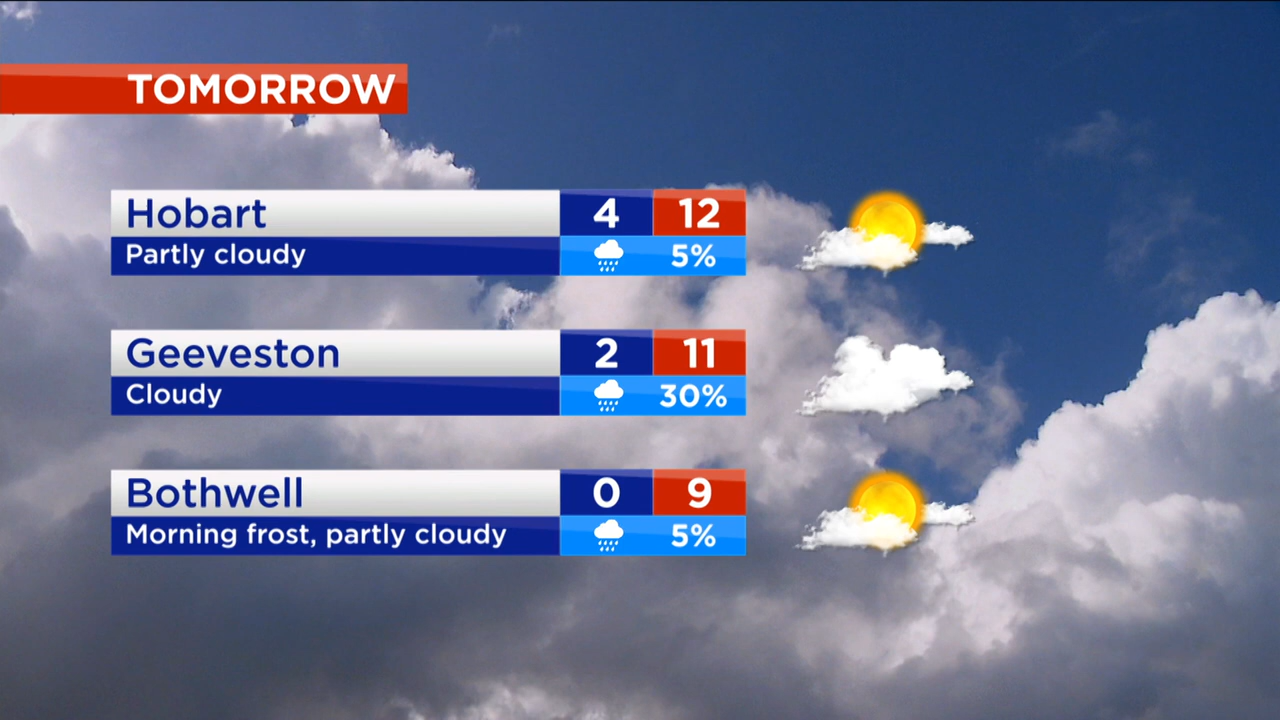 TOMORROW
Hobart 4 12
Partly cloudy 5%
Geeveston 2 11
Cloudy 30%
Bothwell 0 9
Morning frost, partly cloudy 5%